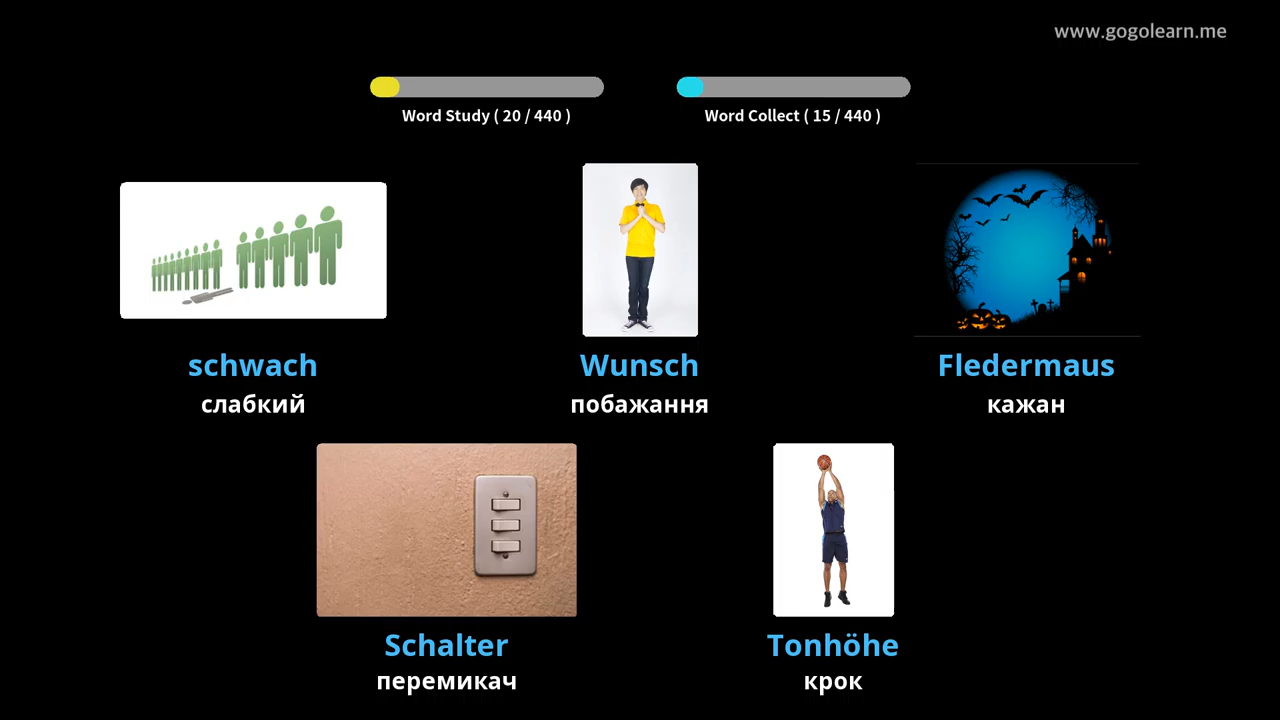 www.gogolearn.me
Word Study ( 20 / 440 )
Word Collect ( 15 / 440 )
schwach
слабкий
Wunsch
побажання
Fledermaus
кажан
Schalter
перемикач
Tonhöhe
крок